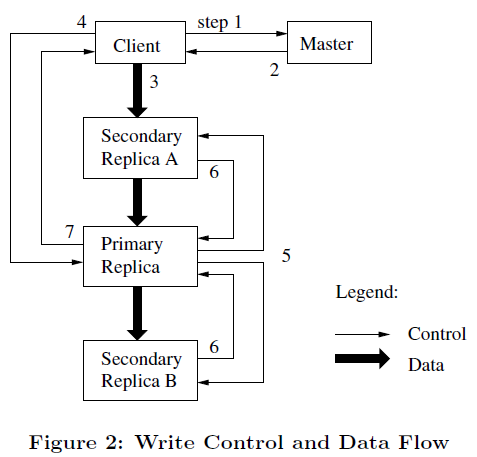 4
step 1
Client
Master
2
3
Secondary
Replica A
6
7
Primary
Replica
5
Legend:
Control
Data
6
Secondary
Replica B
Figure 2: Write Control and Data Flow